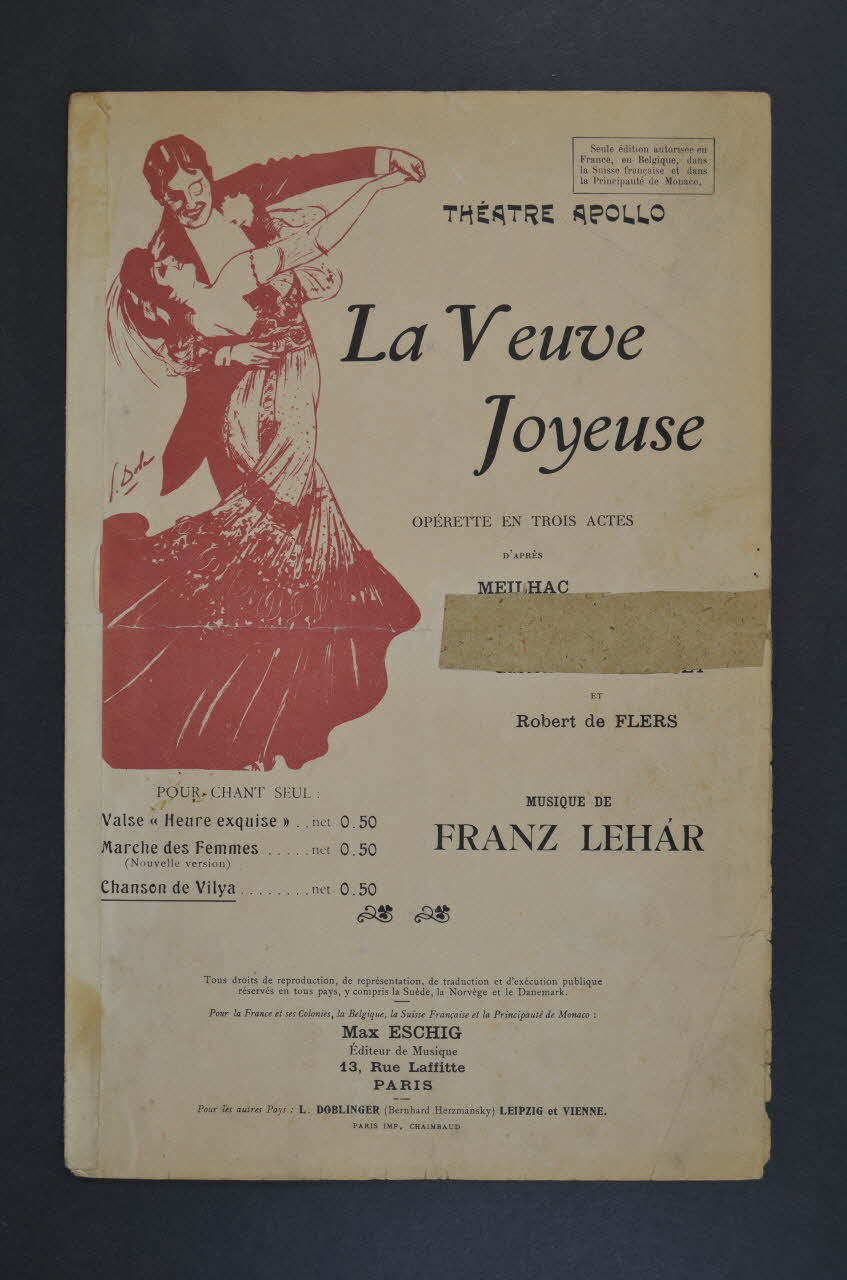 Seule édition autorisée en
France, en Belgique, dans
la Suisse française et dans
la Principauté de Monaco.
THÉATRE APOLLO
La Veuve
Joyeuse
OPÉRETTE EN TROIS ACTES
D'APRÈS
MEILHAC
ET
Robert de FLERS
POUR CHANT SEUL :
Valse « Heure exquise » . . net 0.50
Marche des Femmes . . . . . net 0.50
(Nouvelle version)
Chanson de Vilya . . . . . . . . net 0.50
MUSIQUE DE
FRANZ LEHÁR
Tous droits de reproduction, de représentation, de traduction et d'exécution publique
réservés en tous pays, y compris la Suède, la Norvège et le Danemark.
Pour la France et ses Colonies, la Belgique, la Suisse Française et la Principauté de Monaco :
Max ESCHIG
Éditeur de Musique
13, Rue Laffitte
PARIS
Pour les autres Pays : L. DOBLINGER (Bernhard Herzmansky) LEIPZIG et VIENNE.
PARIS IMP. CHAIMBAUD